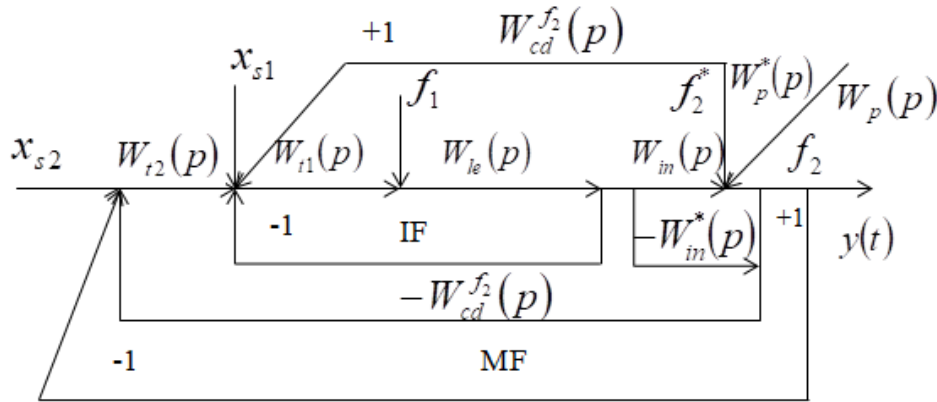 +1 W_{cd}^{f_2}(p)
x_{s1}
f_1 f_2^* W_p^*(p) W_p(p)
x_{s2} W_{t2}(p) W_{t1}(p) W_{le}(p) W_{in}(p) f_2
-1 IF -W_{in}^*(p) +1 y(t)
-W_{cd}^{f_2}(p)
-1 MF